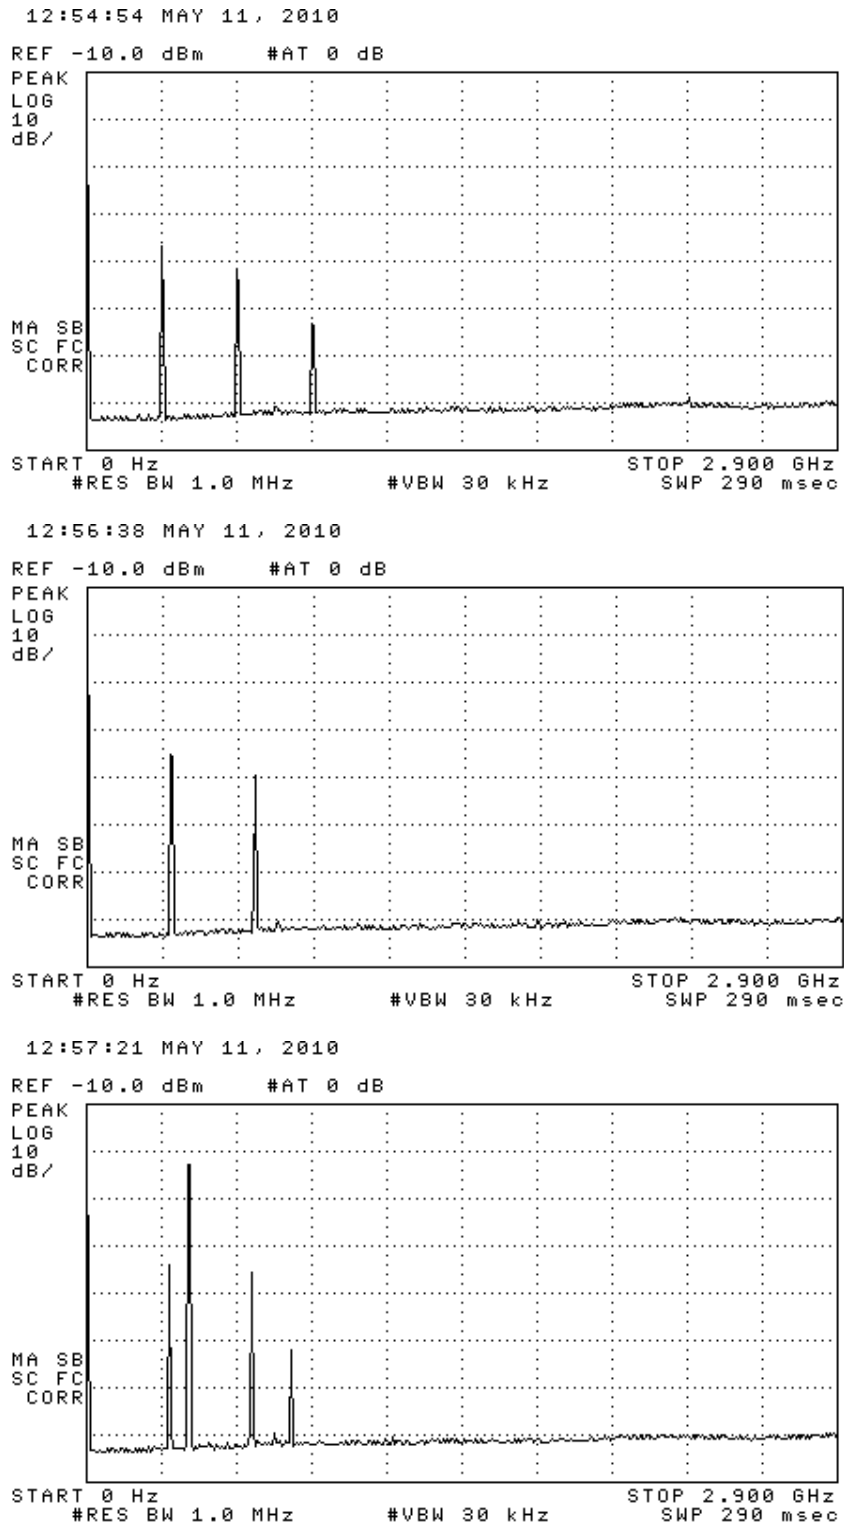 12:54:54 MAY 11, 2010
REF -10.0 dBm #AT 0 dB
PEAK
LOG
10
dB/
MA SB
SC FC
CORR
START 0 Hz STOP 2.900 GHz
#RES BW 1.0 MHz #VBW 30 kHz SWP 290 msec
12:56:38 MAY 11, 2010
REF -10.0 dBm #AT 0 dB
PEAK
LOG
10
dB/
MA SB
SC FC
CORR
START 0 Hz STOP 2.900 GHz
#RES BW 1.0 MHz #VBW 30 kHz SWP 290 msec
12:57:21 MAY 11, 2010
REF -10.0 dBm #AT 0 dB
PEAK
LOG
10
dB/
MA SB
SC FC
CORR
START 0 Hz STOP 2.900 GHz
#RES BW 1.0 MHz #VBW 30 kHz SWP 290 msec